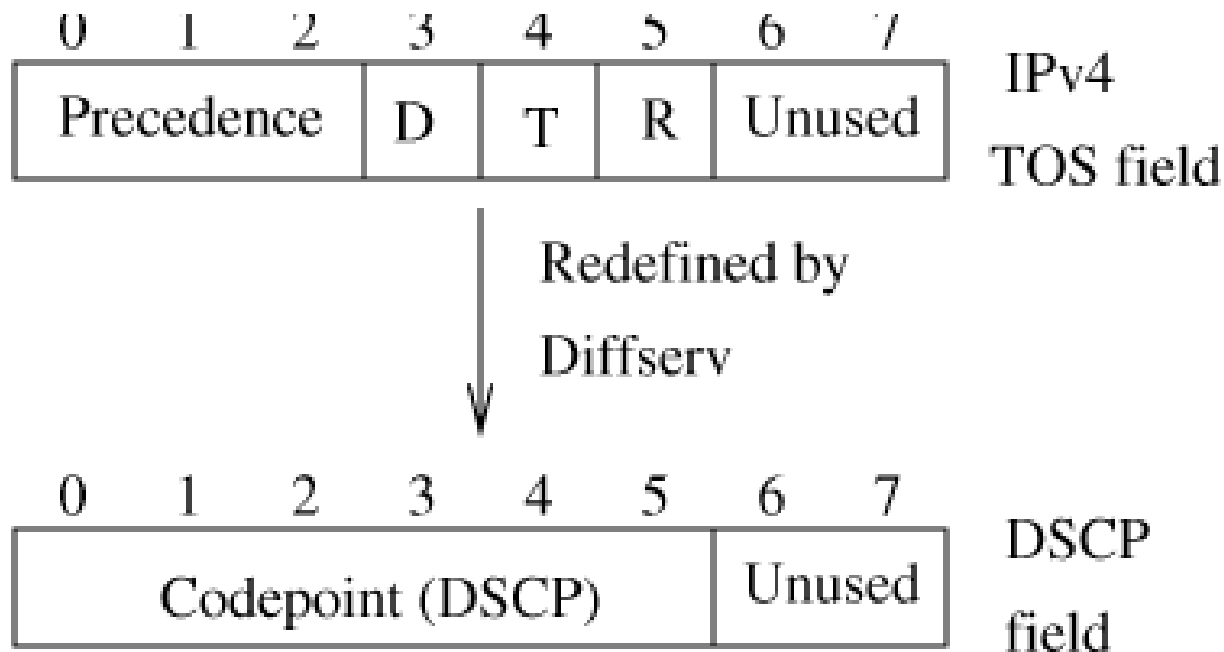 0 1 2 3 4 5 6 7
Precedence D T R Unused
IPv4
TOS field
Redefined by
Diffserv
0 1 2 3 4 5 6 7
Codepoint (DSCP) Unused
DSCP
field